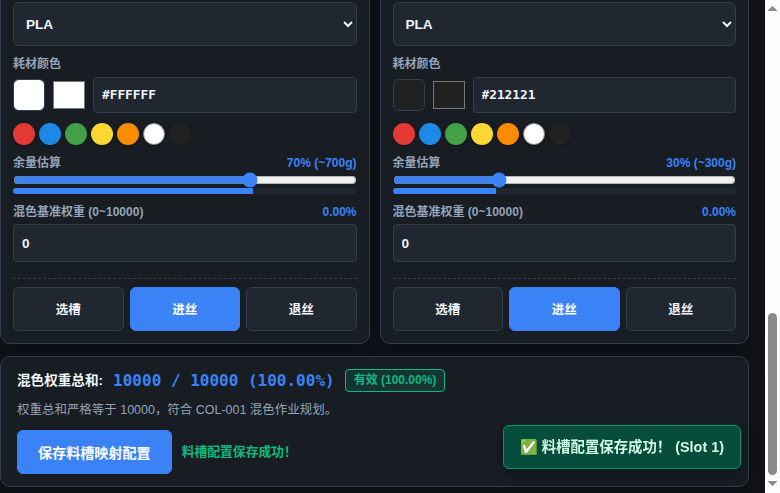 PLA
耗材颜色
#FFFFFF
余量估算 70% (~700g)
混色基准权重 (0~10000) 0.00%
0
选槽 进丝 退丝
PLA
耗材颜色
#212121
余量估算 30% (~300g)
混色基准权重 (0~10000) 0.00%
0
选槽 进丝 退丝
混色权重总和: 10000 / 10000 (100.00%) 有效 (100.00%)
权重总和严格等于 10000，符合 COL-001 混色作业规划。
保存料槽映射配置 料槽配置保存成功！
✅ 料槽配置保存成功！ (Slot 1)